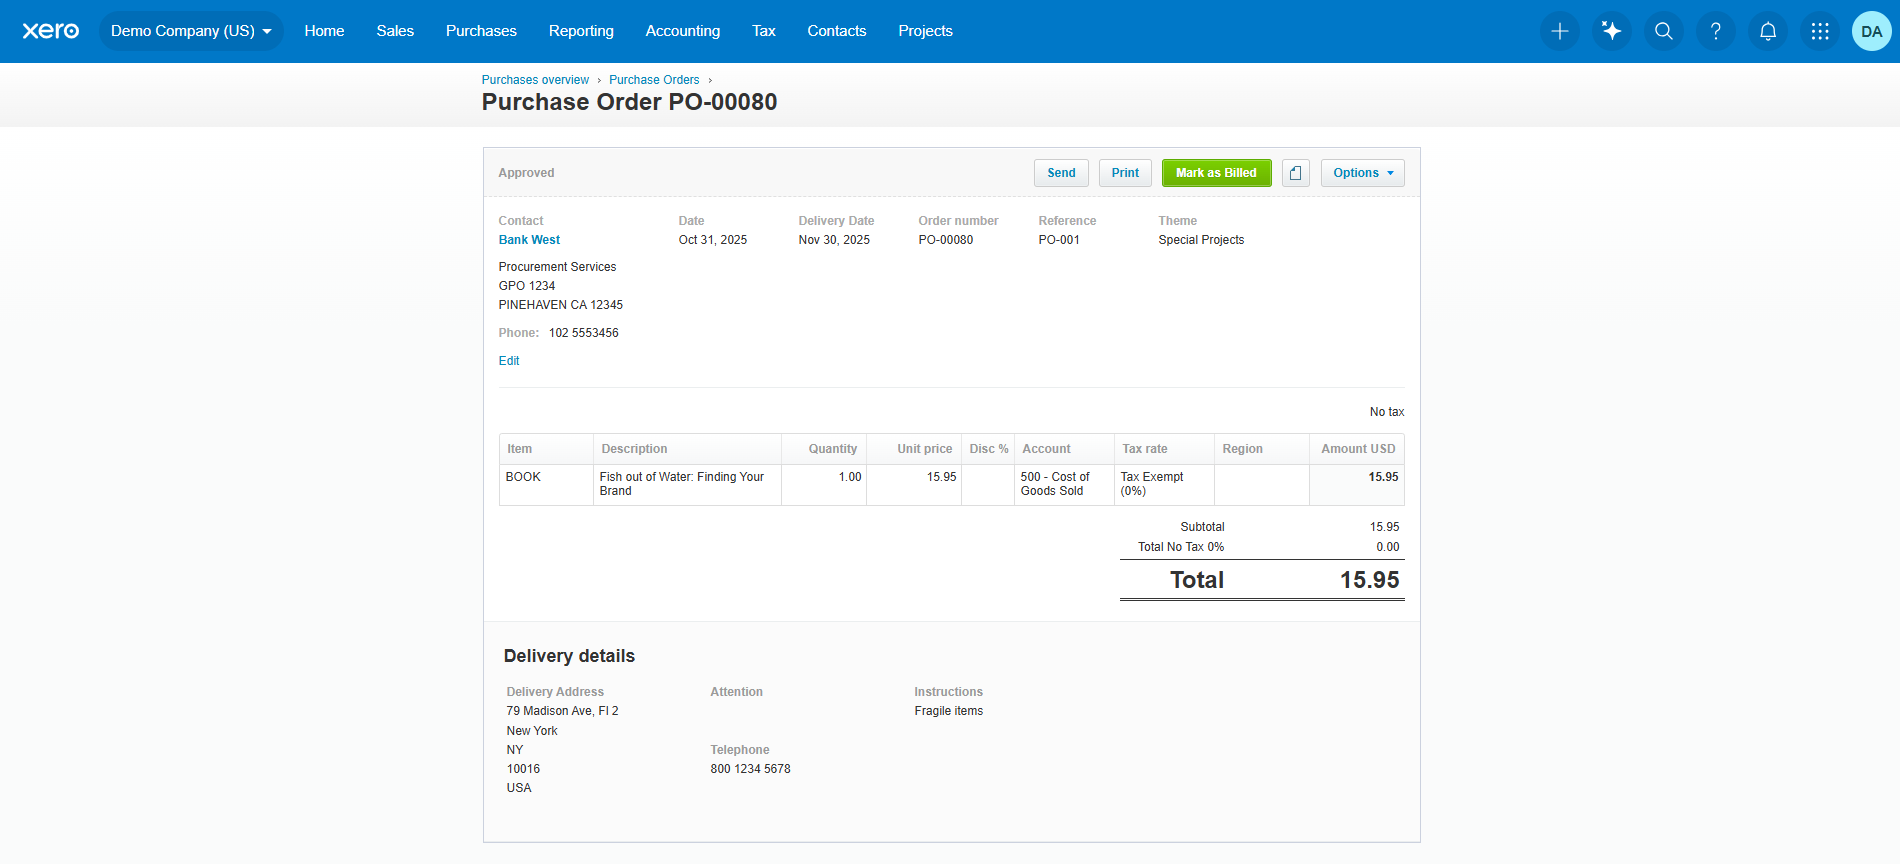 xero
Demo Company (US)
Home
Sales
Purchases
Reporting
Accounting
Tax
Contacts
Projects
?
DA
Purchases overview › Purchase Orders ›
Purchase Order PO-00080
Approved
Send
Print
Mark as Billed
Options
Contact
Date
Delivery Date
Order number
Reference
Theme
Bank West
Oct 31, 2025
Nov 30, 2025
PO-00080
PO-001
Special Projects
Procurement Services
GPO 1234
PINEHAVEN CA 12345
Phone: 102 5553456
Edit
No tax
Item
Description
Quantity
Unit price
Disc %
Account
Tax rate
Region
Amount USD
BOOK
Fish out of Water: Finding Your
Brand
1.00
15.95
500 - Cost of
Goods Sold
Tax Exempt
(0%)
15.95
Subtotal 15.95
Total No Tax 0% 0.00
Total 15.95
Delivery details
Delivery Address
79 Madison Ave, Fl 2
New York
NY
10016
USA
Attention
Telephone
800 1234 5678
Instructions
Fragile items